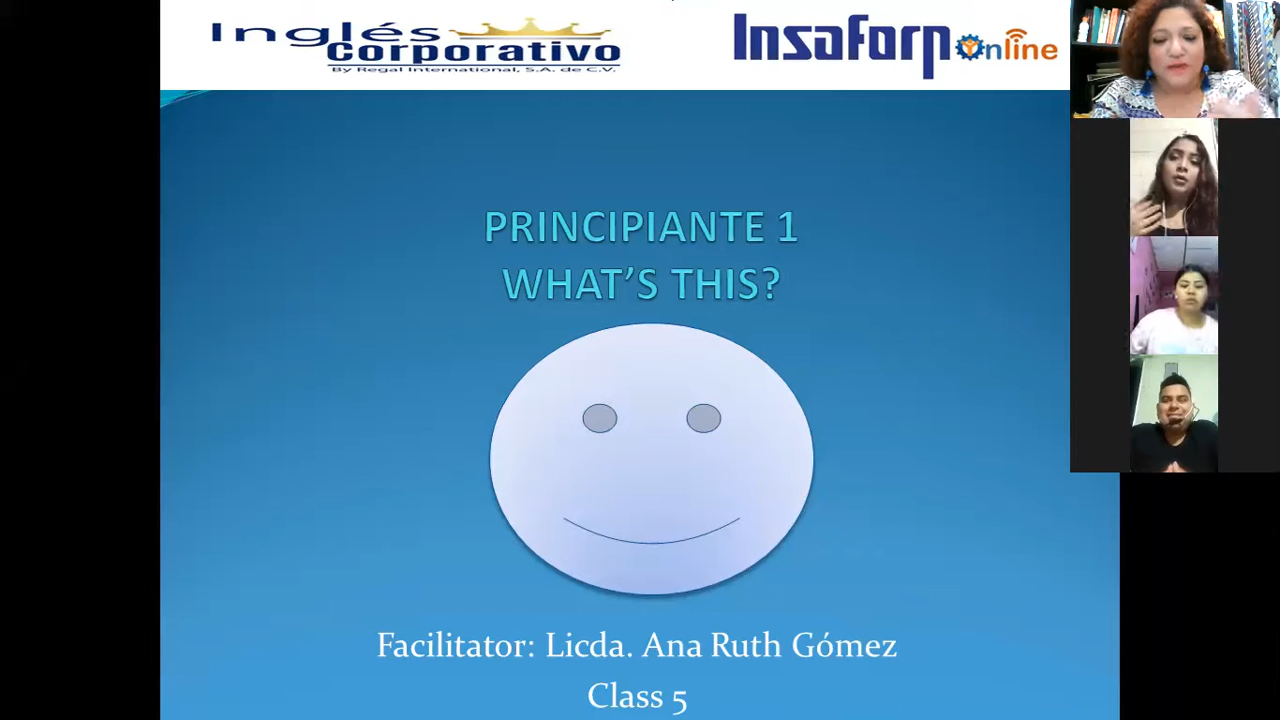 Inglés
Corporativo
By Regal International, S.A. de C.V.
Insaforp Online
PRINCIPIANTE 1
WHAT'S THIS?
Facilitator: Licda. Ana Ruth Gómez
Class 5